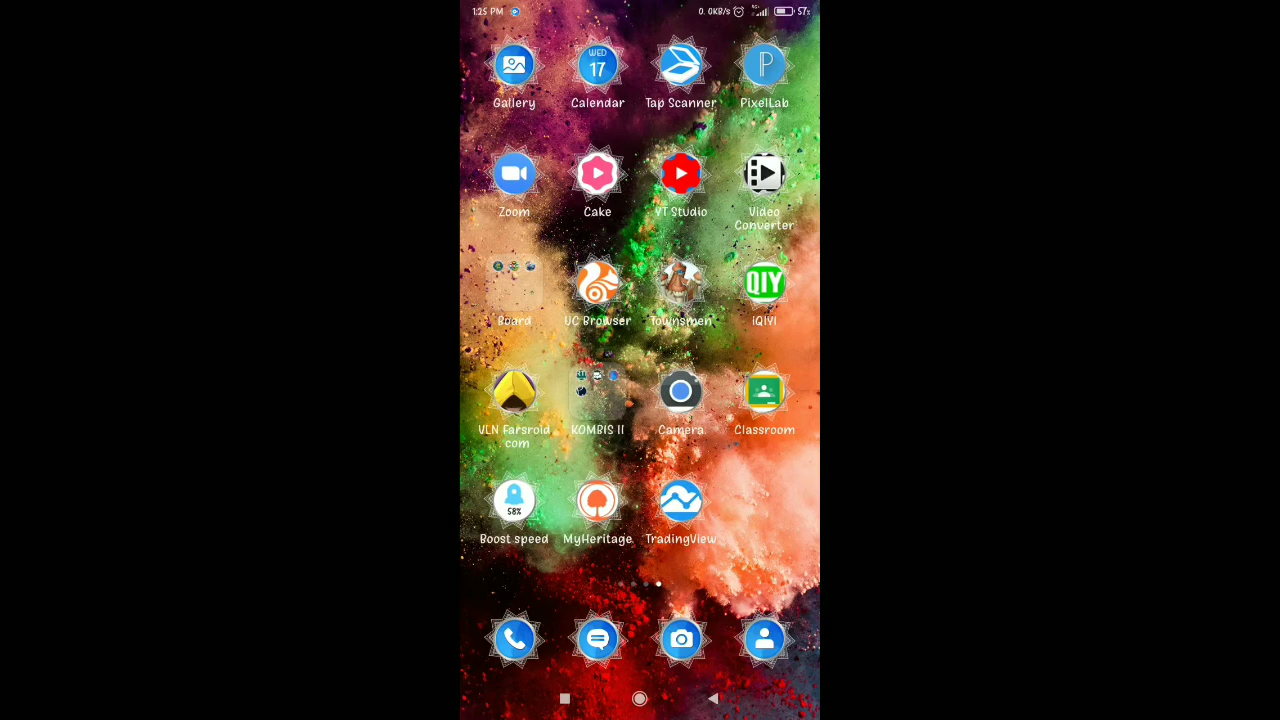 1:25 PM
0.0KB/s 57%
WED
17
Gallery Calendar Tap Scanner PixelLab
Zoom Cake YT Studio Video
Converter
QIY
Board UC Browser Townsmen iQIYI
VLN Farsroid KOMBIS II Camera Classroom
com
58%
Boost speed MyHeritage TradingView